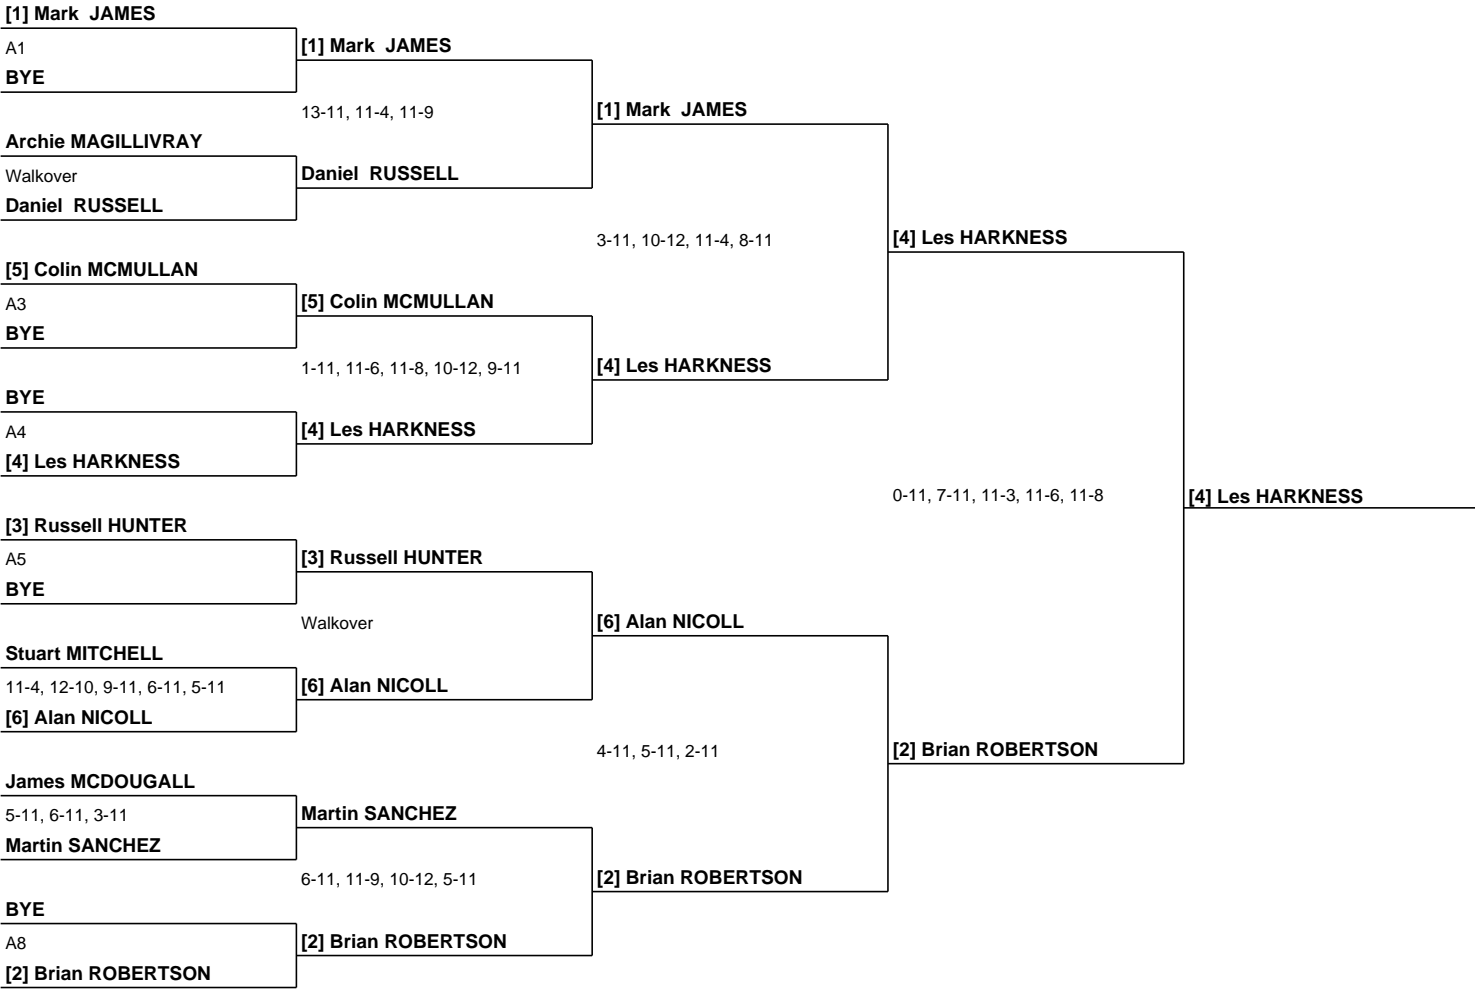 [1] Mark  JAMES
A1
BYE
Archie MAGILLIVRAY
Walkover
Daniel  RUSSELL
[5] Colin MCMULLAN
A3
BYE
BYE
A4
[4] Les HARKNESS
[3] Russell HUNTER
A5
BYE
Stuart MITCHELL
11-4, 12-10, 9-11, 6-11, 5-11
[6] Alan NICOLL
James MCDOUGALL
5-11, 6-11, 3-11
Martin SANCHEZ
BYE
A8
[2] Brian ROBERTSON
[1] Mark  JAMES
13-11, 11-4, 11-9
Daniel  RUSSELL
[5] Colin MCMULLAN
1-11, 11-6, 11-8, 10-12, 9-11
[4] Les HARKNESS
[3] Russell HUNTER
Walkover
[6] Alan NICOLL
Martin SANCHEZ
6-11, 11-9, 10-12, 5-11
[2] Brian ROBERTSON
[1] Mark  JAMES
3-11, 10-12, 11-4, 8-11
[4] Les HARKNESS
[6] Alan NICOLL
4-11, 5-11, 2-11
[2] Brian ROBERTSON
[4] Les HARKNESS
0-11, 7-11, 11-3, 11-6, 11-8
[2] Brian ROBERTSON
[4] Les HARKNESS